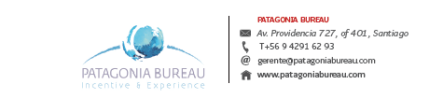 PATAGONIA BUREAU
Incentive & Experience
PATAGONIA BUREAU
Av. Providencia 727, of 401, Santiago
T+56 9 4291 62 93
@ gerente@patagoniabureau.com
www.patagoniabureau.com